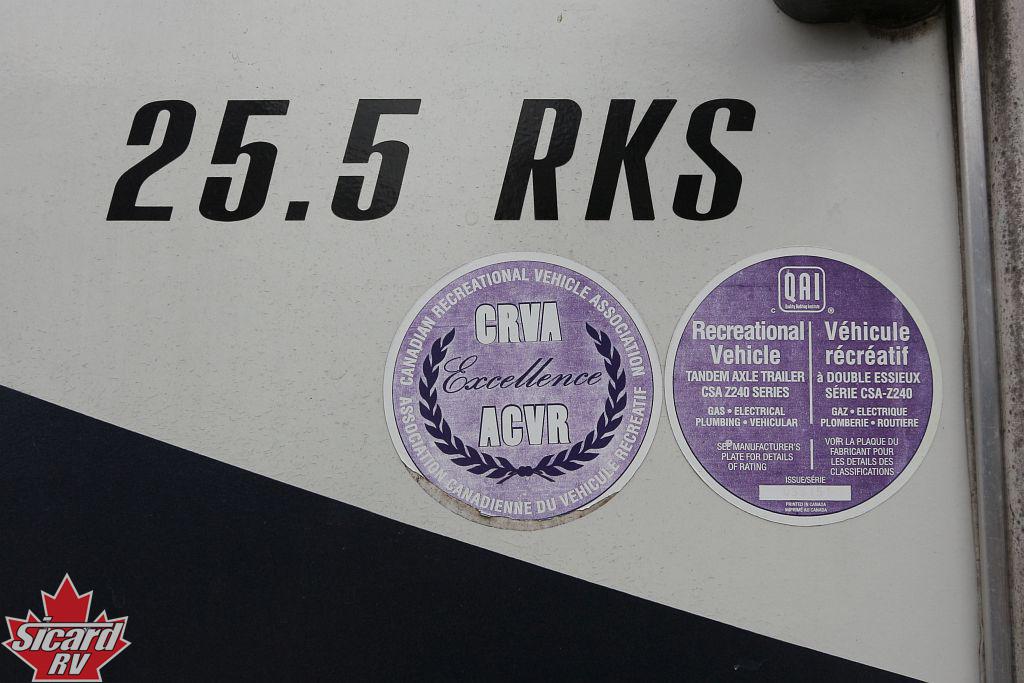 25.5 RKS
CANADIAN RECREATIONAL VEHICLE ASSOCIATION
CRVA
Excellence
ACVR
ASSOCIATION CANADIENNE DU VEHICULE RECREATIF
QAI
Recreational
Vehicle
TANDEM AXLE TRAILER
CSA Z240 SERIES
GAS • ELECTRICAL
PLUMBING • VEHICULAR
SEE MANUFACTURER'S
PLATE FOR DETAILS
OF RATING
Véhicule
récréatif
à DOUBLE ESSIEUX
SÉRIE CSA-Z240
GAZ • ELECTRIQUE
PLOMBERIE • ROUTIERE
VOIR LA PLAQUE DU
FABRICANT POUR
LES DETAILS DES
CLASSIFICATIONS
ISSUE/SÉRIE
PRINTED IN CANADA
IMPRIMÉ AU CANADA
Sicard
RV